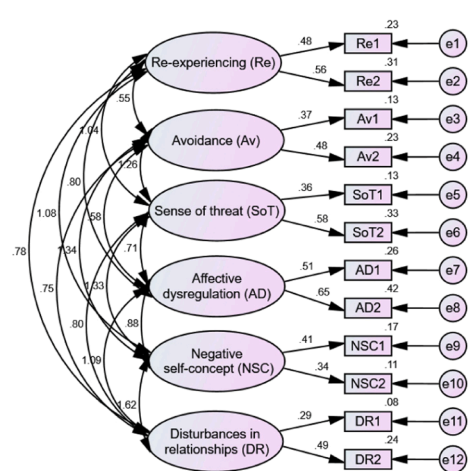 .23
.48
Re1
e1
Re-experiencing (Re)
.31
.56
Re2
e2
.55
.13
.37
Av1
e3
1.04
Avoidance (Av)
.23
.48
Av2
e4
1.26
.13
.80
.36
SoT1
e5
1.08
.58
Sense of threat (SoT)
.33
.58
SoT2
e6
.78
1.34
.71
.26
.51
AD1
e7
Affective
dysregulation (AD)
.75
1.33
.42
.65
AD2
e8
.80
.88
.17
.41
NSC1
e9
Negative
self-concept (NSC)
1.09
.11
.34
NSC2
e10
1.62
.08
.29
DR1
e11
Disturbances in
relationships (DR)
.24
.49
DR2
e12